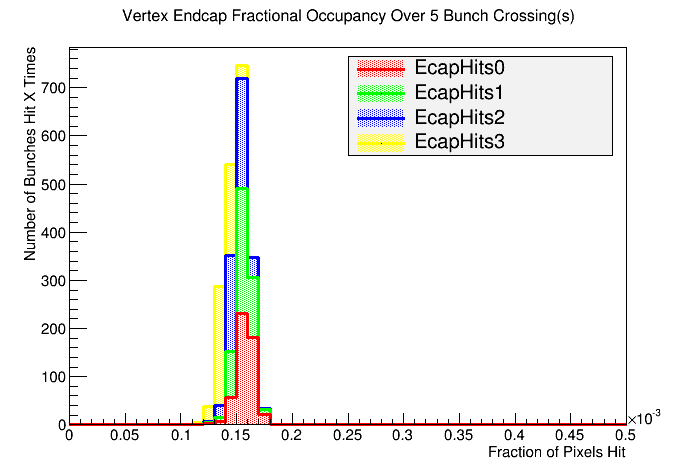 Vertex Endcap Fractional Occupancy Over 5 Bunch Crossing(s)
Number of Bunches Hit X Times
700
600
500
400
300
200
100
0
EcapHits0
EcapHits1
EcapHits2
EcapHits3
0 0.05 0.1 0.15 0.2 0.25 0.3 0.35 0.4 0.45 0.5
×10⁻³
Fraction of Pixels Hit